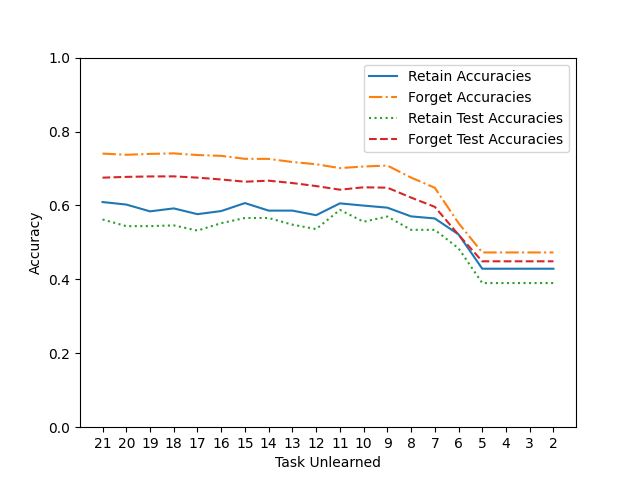 1.0
0.8
0.6
0.4
0.2
0.0
Accuracy
Retain Accuracies
Forget Accuracies
Retain Test Accuracies
Forget Test Accuracies
21 20 19 18 17 16 15 14 13 12 11 10 9 8 7 6 5 4 3 2
Task Unlearned